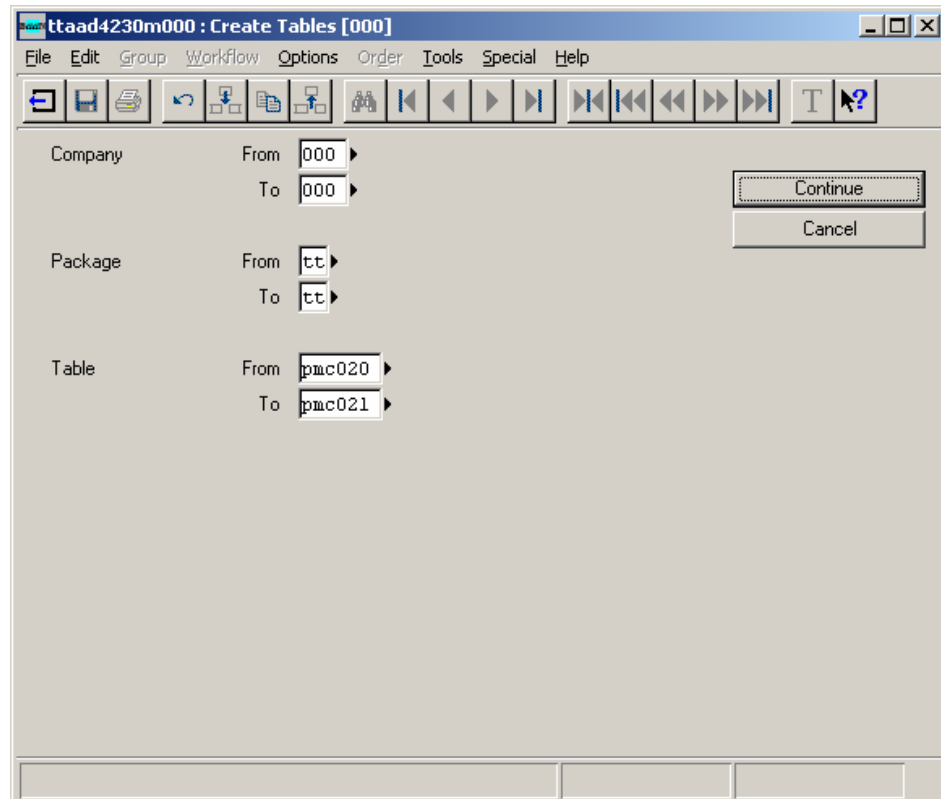 ttaad4230m000 : Create Tables [000]
File Edit Group Workflow Options Order Tools Special Help
T ?
Company From 000
To 000
Continue
Cancel
Package From tt
To tt
Table From pmc020
To pmc021